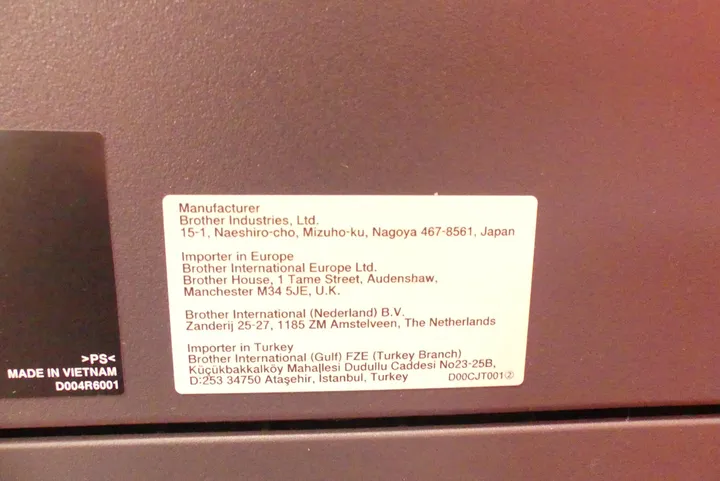 Manufacturer
Brother Industries, Ltd.
15-1, Naeshiro-cho, Mizuho-ku, Nagoya 467-8561, Japan
Importer in Europe
Brother International Europe Ltd.
Brother House, 1 Tame Street, Audenshaw,
Manchester M34 5JE, U.K.
Brother International (Nederland) B.V.
Zanderij 25-27, 1185 ZM Amstelveen, The Netherlands
Importer in Turkey
Brother International (Gulf) FZE (Turkey Branch)
Küçükbakkalköy Mahallesi Dudullu Caddesi No23-25B,
D:253 34750 Ataşehir, İstanbul, Turkey
D00CJT001②
>PS<
MADE IN VIETNAM
D004R6001